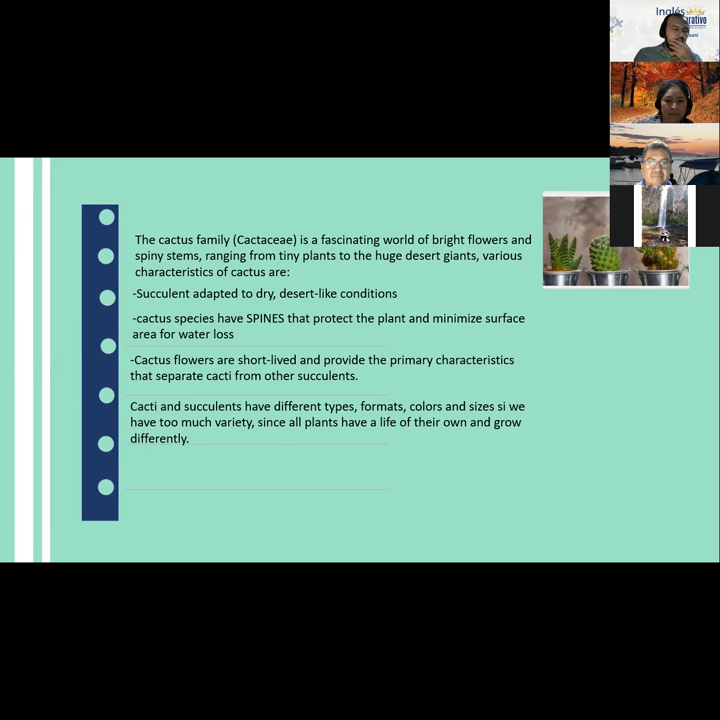 Inglés
The cactus family (Cactaceae) is a fascinating world of bright flowers and
spiny stems, ranging from tiny plants to the huge desert giants, various
characteristics of cactus are:
-Succulent adapted to dry, desert-like conditions
-cactus species have SPINES that protect the plant and minimize surface
area for water loss
-Cactus flowers are short-lived and provide the primary characteristics
that separate cacti from other succulents.
Cacti and succulents have different types, formats, colors and sizes si we
have too much variety, since all plants have a life of their own and grow
differently.